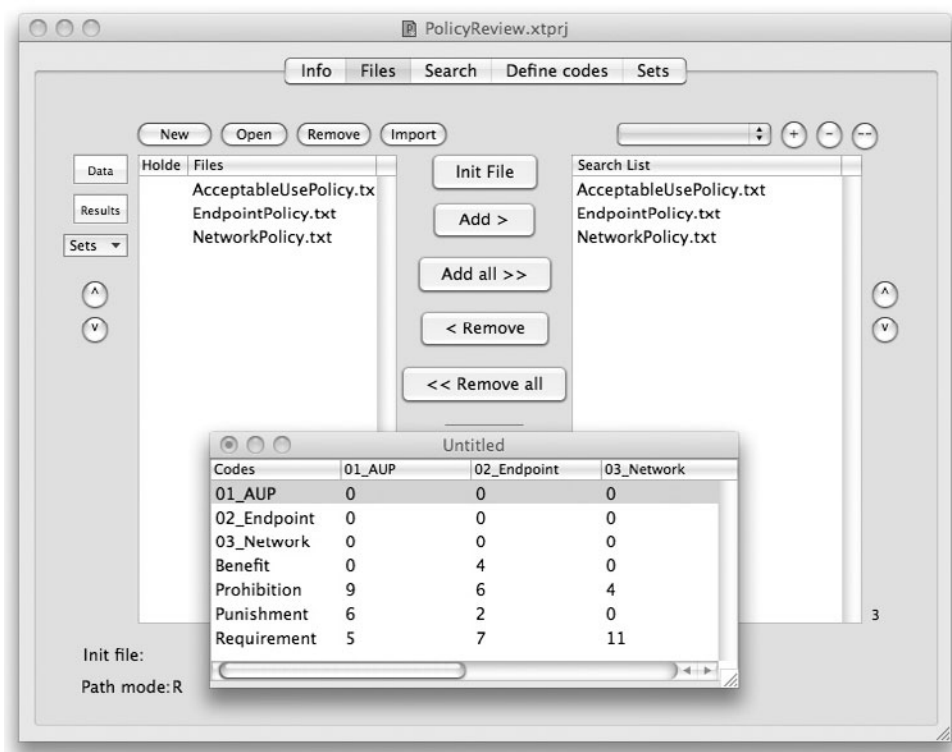 PolicyReview.xtprj
Info Files Search Define codes Sets
New Open Remove Import + - --
Data
Results
Sets
Holde Files
AcceptableUsePolicy.tx
EndpointPolicy.txt
NetworkPolicy.txt
^
v
Init File
Add >
Add all >>
< Remove
<< Remove all
Search List
AcceptableUsePolicy.txt
EndpointPolicy.txt
NetworkPolicy.txt
^
v
3
Untitled
Codes 01_AUP 02_Endpoint 03_Network
01_AUP 0 0 0
02_Endpoint 0 0 0
03_Network 0 0 0
Benefit 0 4 0
Prohibition 9 6 4
Punishment 6 2 0
Requirement 5 7 11
Init file:
Path mode:R